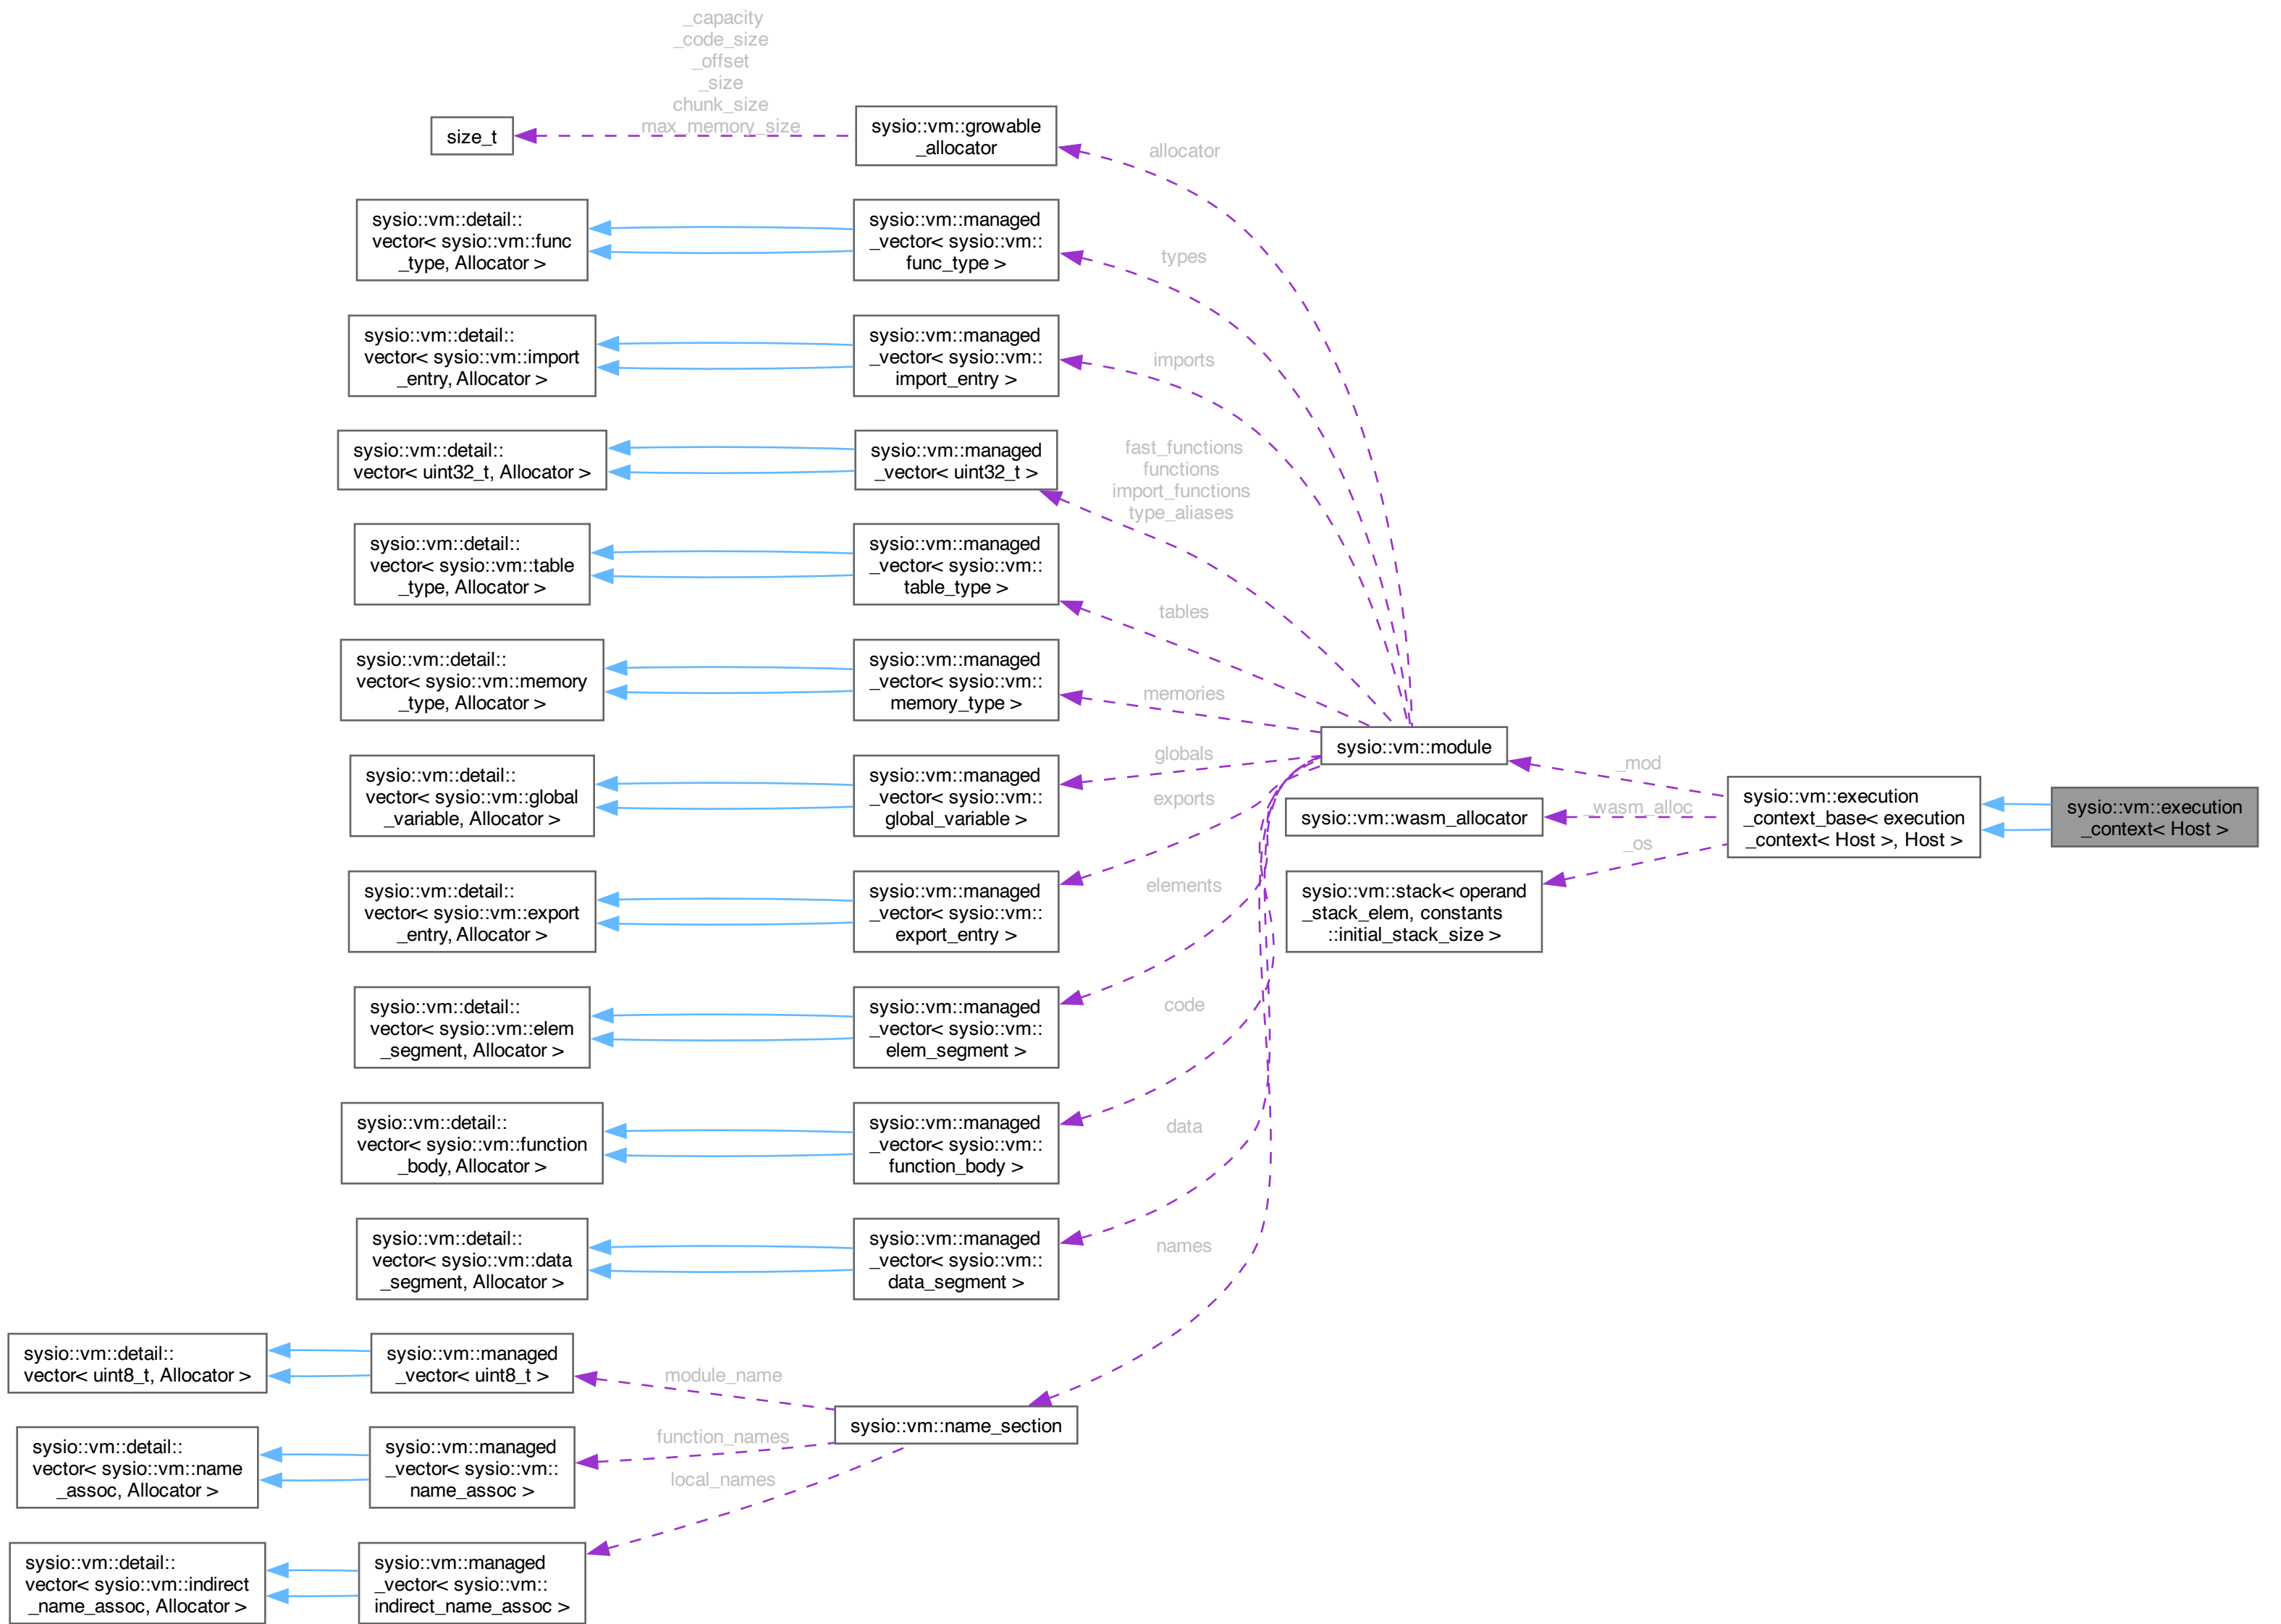 _capacity
_code_size
_offset
_size
chunk_size
max_memory_size
size_t
sysio::vm::growable
_allocator
allocator
sysio::vm::detail::
vector< sysio::vm::func
_type, Allocator >
sysio::vm::managed
_vector< sysio::vm::
func_type >
types
sysio::vm::detail::
vector< sysio::vm::import
_entry, Allocator >
sysio::vm::managed
_vector< sysio::vm::
import_entry >
imports
sysio::vm::detail::
vector< uint32_t, Allocator >
sysio::vm::managed
_vector< uint32_t >
fast_functions
functions
import_functions
type_aliases
sysio::vm::detail::
vector< sysio::vm::table
_type, Allocator >
sysio::vm::managed
_vector< sysio::vm::
table_type >
tables
sysio::vm::detail::
vector< sysio::vm::memory
_type, Allocator >
sysio::vm::managed
_vector< sysio::vm::
memory_type >
memories
sysio::vm::module
_mod
sysio::vm::detail::
vector< sysio::vm::global
_variable, Allocator >
sysio::vm::managed
_vector< sysio::vm::
global_variable >
globals
sysio::vm::wasm_allocator
_wasm_alloc
sysio::vm::execution
_context_base< execution
_context< Host >, Host >
sysio::vm::execution
_context< Host >
_os
sysio::vm::stack< operand
_stack_elem, constants
::initial_stack_size >
sysio::vm::detail::
vector< sysio::vm::export
_entry, Allocator >
sysio::vm::managed
_vector< sysio::vm::
export_entry >
exports
sysio::vm::detail::
vector< sysio::vm::elem
_segment, Allocator >
sysio::vm::managed
_vector< sysio::vm::
elem_segment >
elements
sysio::vm::detail::
vector< sysio::vm::function
_body, Allocator >
sysio::vm::managed
_vector< sysio::vm::
function_body >
code
sysio::vm::detail::
vector< sysio::vm::data
_segment, Allocator >
sysio::vm::managed
_vector< sysio::vm::
data_segment >
data
names
sysio::vm::detail::
vector< uint8_t, Allocator >
sysio::vm::managed
_vector< uint8_t >
module_name
sysio::vm::name_section
sysio::vm::detail::
vector< sysio::vm::name
_assoc, Allocator >
sysio::vm::managed
_vector< sysio::vm::
name_assoc >
function_names
local_names
sysio::vm::detail::
vector< sysio::vm::indirect
_name_assoc, Allocator >
sysio::vm::managed
_vector< sysio::vm::
indirect_name_assoc >